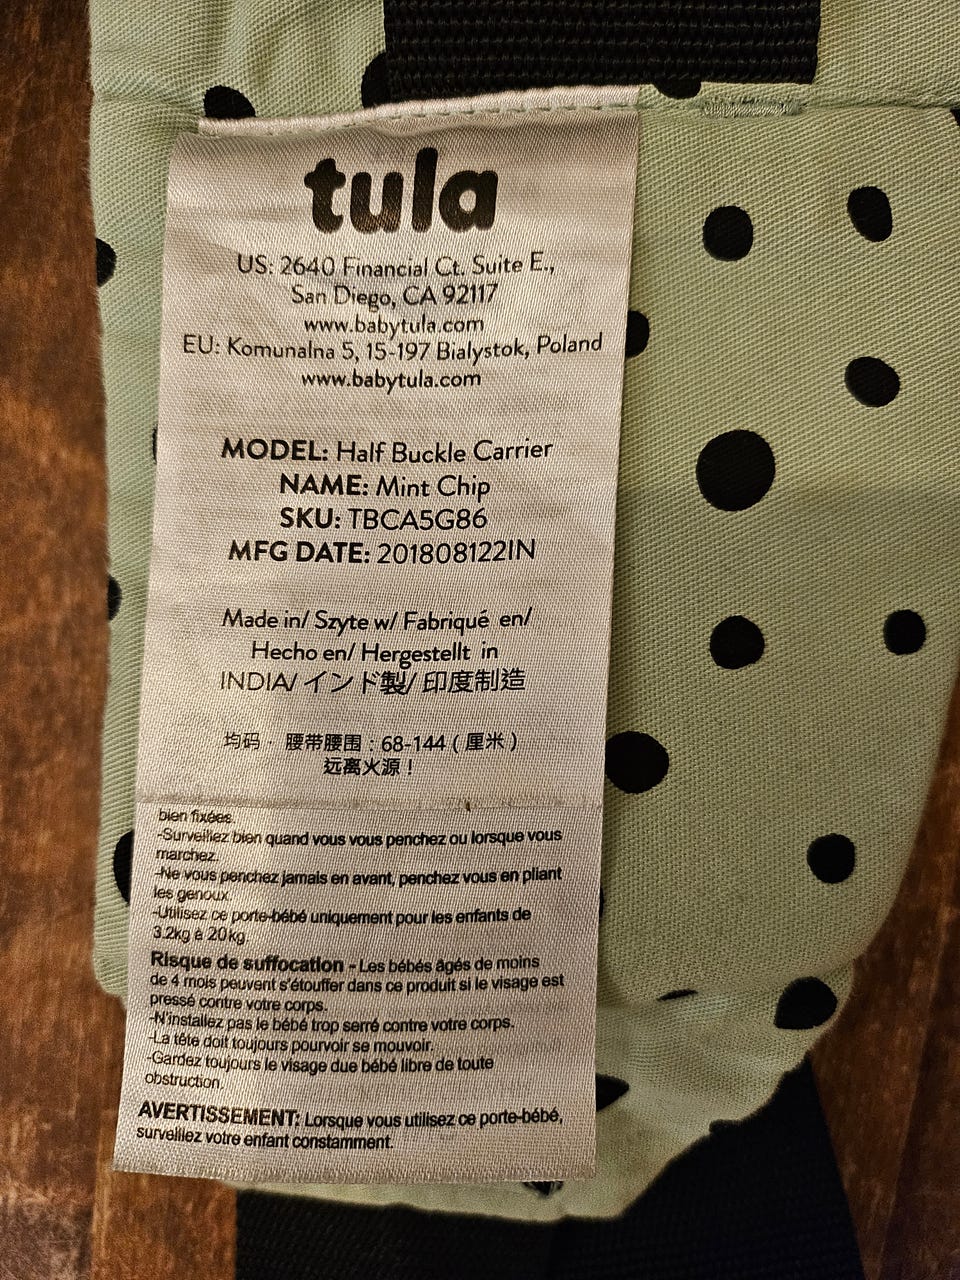 tula
US: 2640 Financial Ct. Suite E.,
San Diego, CA 92117
www.babytula.com
EU: Komunalna 5, 15-197 Bialystok, Poland
www.babytula.com
MODEL: Half Buckle Carrier
NAME: Mint Chip
SKU: TBCA5G86
MFG DATE: 201808122IN
Made in/ Szyte w/ Fabriqué en/
Hecho en/ Hergestellt in
INDIA/ インド製/ 印度制造
均码 · 腰带腰围 : 68-144 ( 厘米 )
远离火源 !
bien fixées.
-Surveillez bien quand vous vous penchez ou lorsque vous
marchez.
-Ne vous penchez jamais en avant, penchez vous en pliant
les genoux.
-Utilisez ce porte-bébé uniquement pour les enfants de
3.2kg à 20kg.
Risque de suffocation - Les bébés âgés de moins
de 4 mois peuvent s'étouffer dans ce produit si le visage est
pressé contre votre corps.
-N'installez pas le bébé trop serré contre votre corps.
-La tête doit toujours pourvoir se mouvoir.
-Gardez toujours le visage due bébé libre de toute
obstruction.
AVERTISSEMENT: Lorsque vous utilisez ce porte-bébé,
surveillez votre enfant constamment.